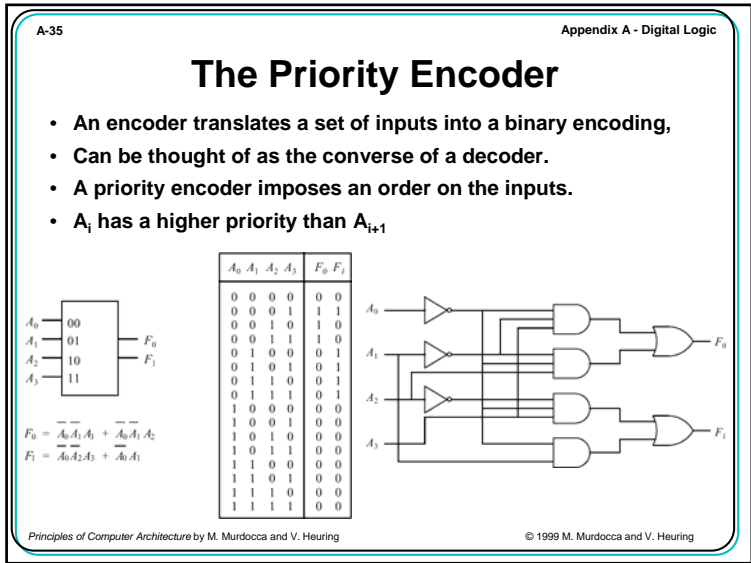 A-35
Appendix A - Digital Logic
The Priority Encoder
• An encoder translates a set of inputs into a binary encoding,
• Can be thought of as the converse of a decoder.
• A priority encoder imposes an order on the inputs.
• Aᵢ has a higher priority than Aᵢ₊₁
A₀ 00
A₁ 01 F₀
A₂ 10 F₁
A₃ 11
F₀ = A̅₀A̅₁A₃ + A̅₀A̅₁A₂
F₁ = A̅₀A̅₂A₃ + A̅₀A₁
A₀ A₁ A₂ A₃ F₀ F₁
0 0 0 0 0 0
0 0 0 1 1 1
0 0 1 0 1 0
0 0 1 1 1 0
0 1 0 0 0 1
0 1 0 1 0 1
0 1 1 0 0 1
0 1 1 1 0 1
1 0 0 0 0 0
1 0 0 1 0 0
1 0 1 0 0 0
1 0 1 1 0 0
1 1 0 0 0 0
1 1 0 1 0 0
1 1 1 0 0 0
1 1 1 1 0 0
A₀
A₁
A₂
A₃
F₀
F₁
Principles of Computer Architecture by M. Murdocca and V. Heuring
© 1999 M. Murdocca and V. Heuring